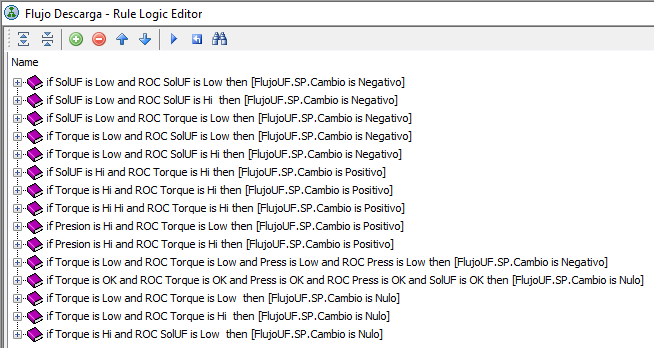 Flujo Descarga - Rule Logic Editor
Name
if SolUF is Low and ROC SolUF is Low then [FlujoUF.SP.Cambio is Negativo]
if SolUF is Low and ROC SolUF is Hi  then [FlujoUF.SP.Cambio is Negativo]
if SolUF is Low and ROC Torque is Low then [FlujoUF.SP.Cambio is Negativo]
if Torque is Low and ROC SolUF is Low then [FlujoUF.SP.Cambio is Negativo]
if Torque is Low and ROC SolUF is Hi then [FlujoUF.SP.Cambio is Negativo]
if SolUF is Hi and ROC Torque is Hi then [FlujoUF.SP.Cambio is Positivo]
if Torque is Hi and ROC Torque is Hi then [FlujoUF.SP.Cambio is Positivo]
if Torque is Hi Hi and ROC Torque is Hi then [FlujoUF.SP.Cambio is Positivo]
if Presion is Hi and ROC Torque is Low then [FlujoUF.SP.Cambio is Positivo]
if Presion is Hi and ROC Torque is Hi then [FlujoUF.SP.Cambio is Positivo]
if Torque is Low and ROC Torque is Low and Press is Low and ROC Press is Low then [FlujoUF.SP.Cambio is Negativo]
if Torque is OK and ROC Torque is OK and Press is OK and ROC Press is OK and SolUF is OK then [FlujoUF.SP.Cambio is Nulo]
if Torque is Low and ROC Torque is Low  then [FlujoUF.SP.Cambio is Nulo]
if Torque is Low and ROC Torque is Hi  then [FlujoUF.SP.Cambio is Nulo]
if Torque is Hi and ROC SolUF is Low  then [FlujoUF.SP.Cambio is Nulo]